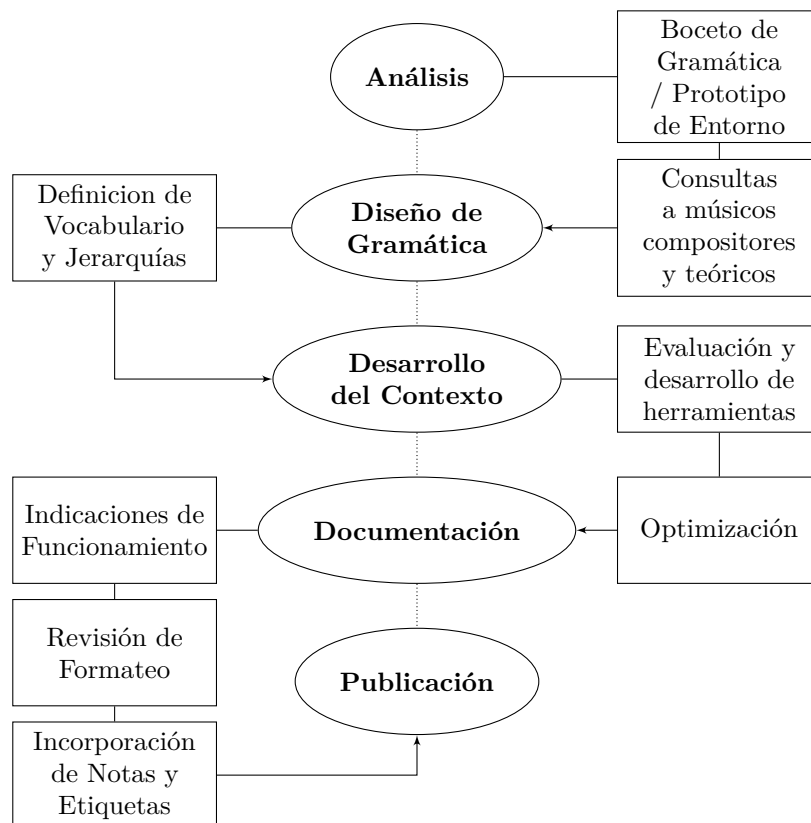 Análisis
Boceto de
Gramática
/ Prototipo
de Entorno
Definicion de
Vocabulario
y Jerarquías
Diseño de
Gramática
Consultas
a músicos
compositores
y teóricos
Desarrollo
del Contexto
Evaluación y
desarrollo de
herramientas
Indicaciones de
Funcionamiento
Documentación
Optimización
Revisión de
Formateo
Publicación
Incorporación
de Notas y
Etiquetas